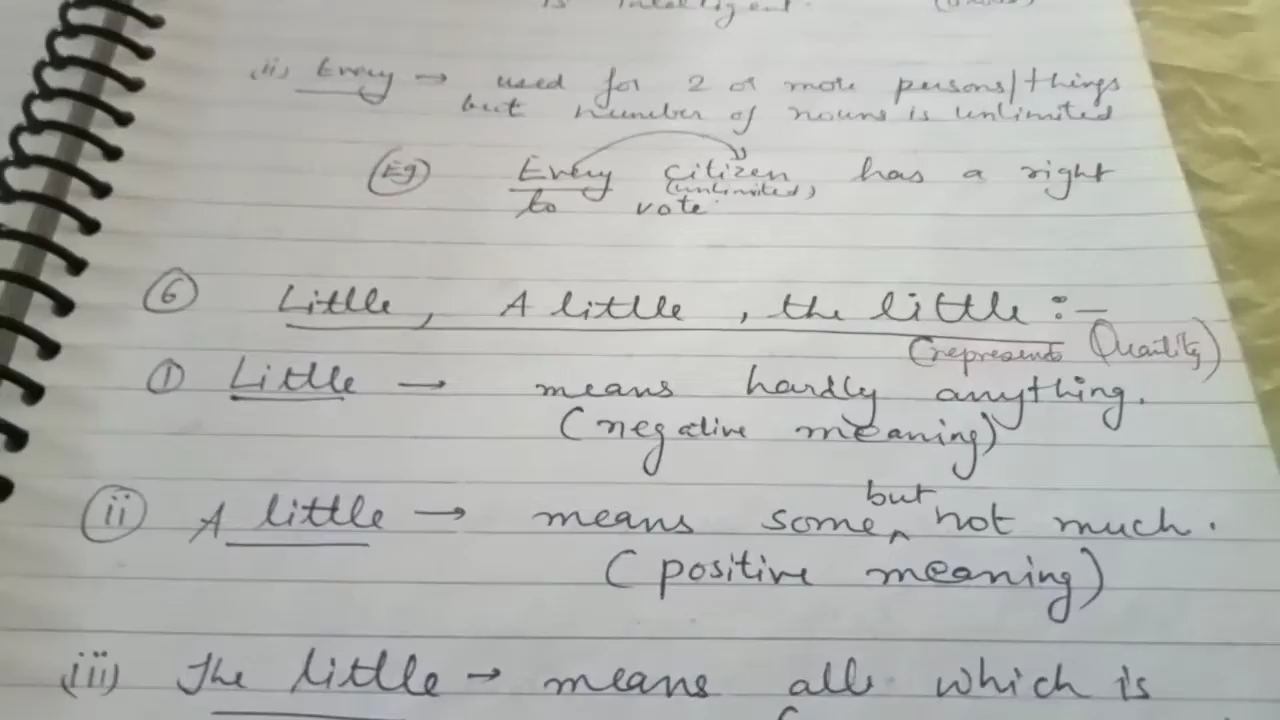 is intelligent.
(ii) Every → used for 2 or more persons/things
but number of nouns is unlimited
(Eg) Every citizen has a right
(unlimited)
to vote.
(6) Little, A little, the little :-
(represents Quantity)
(i) Little → means hardly anything.
(negative meaning)
(ii) A little → means some but not much.
(positive meaning)
(iii) The little → means all which is